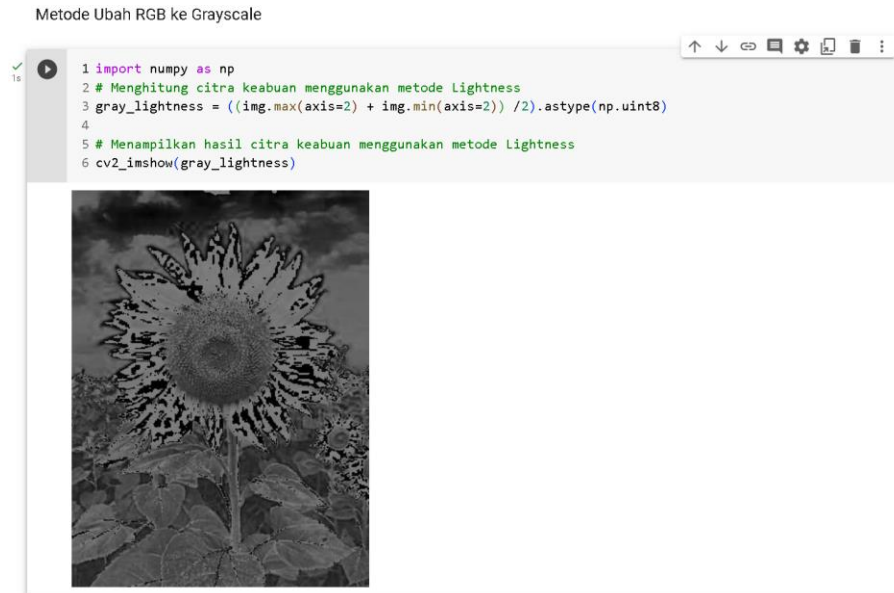 Metode Ubah RGB ke Grayscale
1s
1 import numpy as np
2 # Menghitung citra keabuan menggunakan metode Lightness
3 gray_lightness = ((img.max(axis=2) + img.min(axis=2)) /2).astype(np.uint8)
4
5 # Menampilkan hasil citra keabuan menggunakan metode Lightness
6 cv2_imshow(gray_lightness)